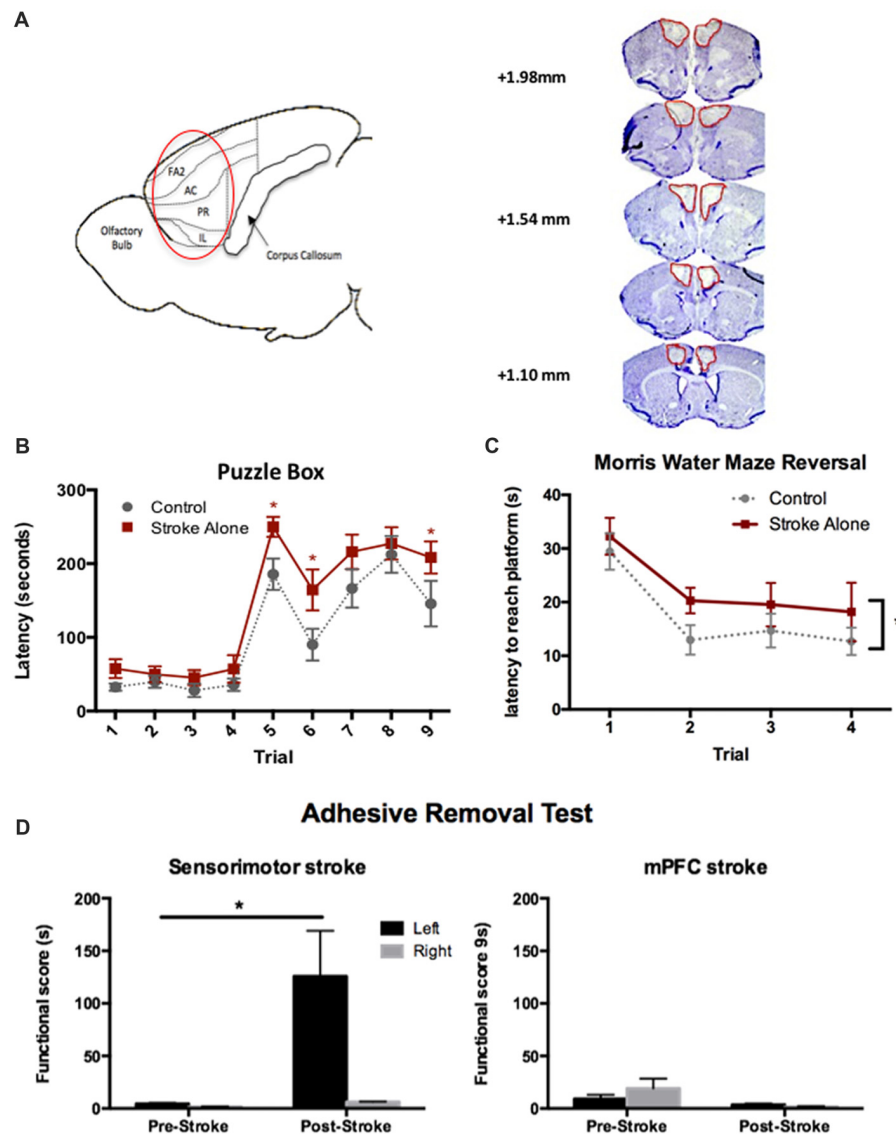 A
FA2
AC
PR
IL
Olfactory
Bulb
Corpus Callosum
+1.98mm
+1.54 mm
+1.10 mm
B
Puzzle Box
Control
Stroke Alone
Latency (seconds)
300
200
100
0
* * *
1 2 3 4 5 6 7 8 9
Trial
C
Morris Water Maze Reversal
Control
Stroke Alone
latency to reach platform (s)
40
30
20
10
0
1 2 3 4
Trial
D
Adhesive Removal Test
Sensorimotor stroke
Functional score (s)
200
150
100
50
0
*
Left
Right
Pre-Stroke Post-Stroke
mPFC stroke
Functional score 9s)
200
150
100
50
0
Pre-Stroke Post-Stroke